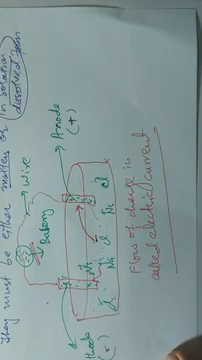 They must be either molten or in solution
(dissolved form)
Wire
Battery
Anode
(+)
thode
(-)
Flow of charge is
called electric current